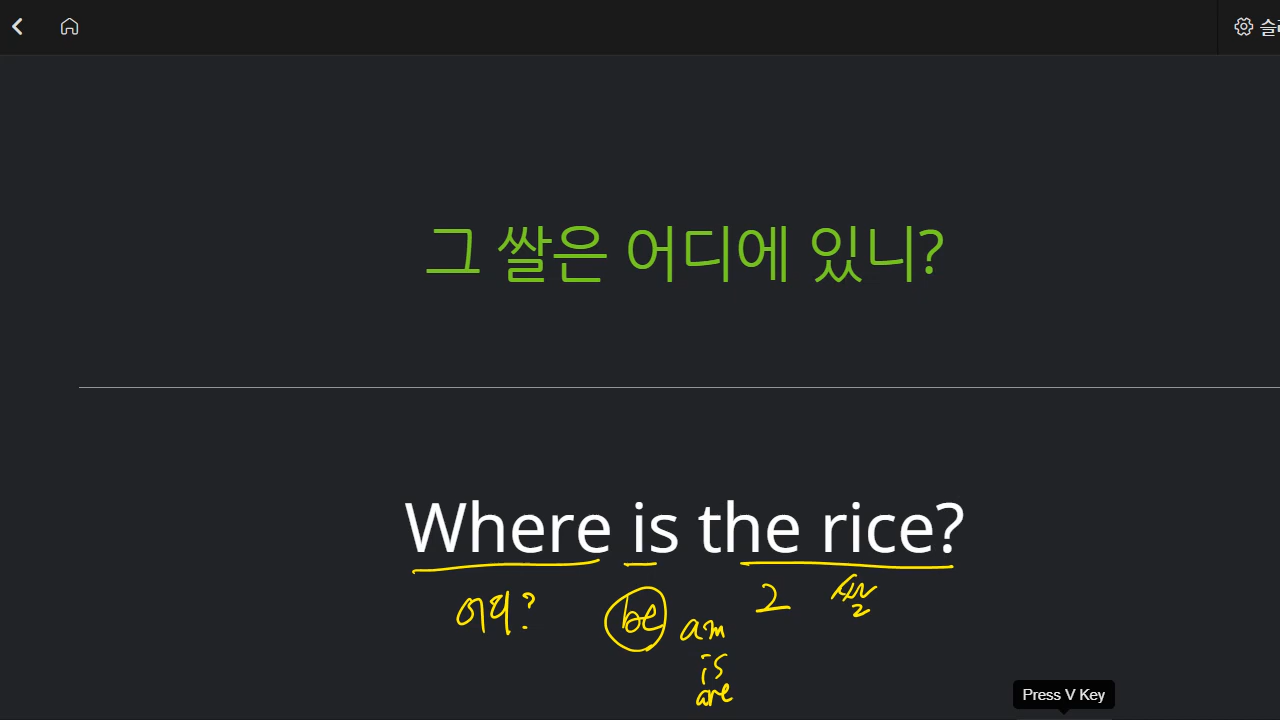 그 쌀은 어디에 있니?
Where is the rice?
어디? be am 그 쌀
is
are
Press V Key